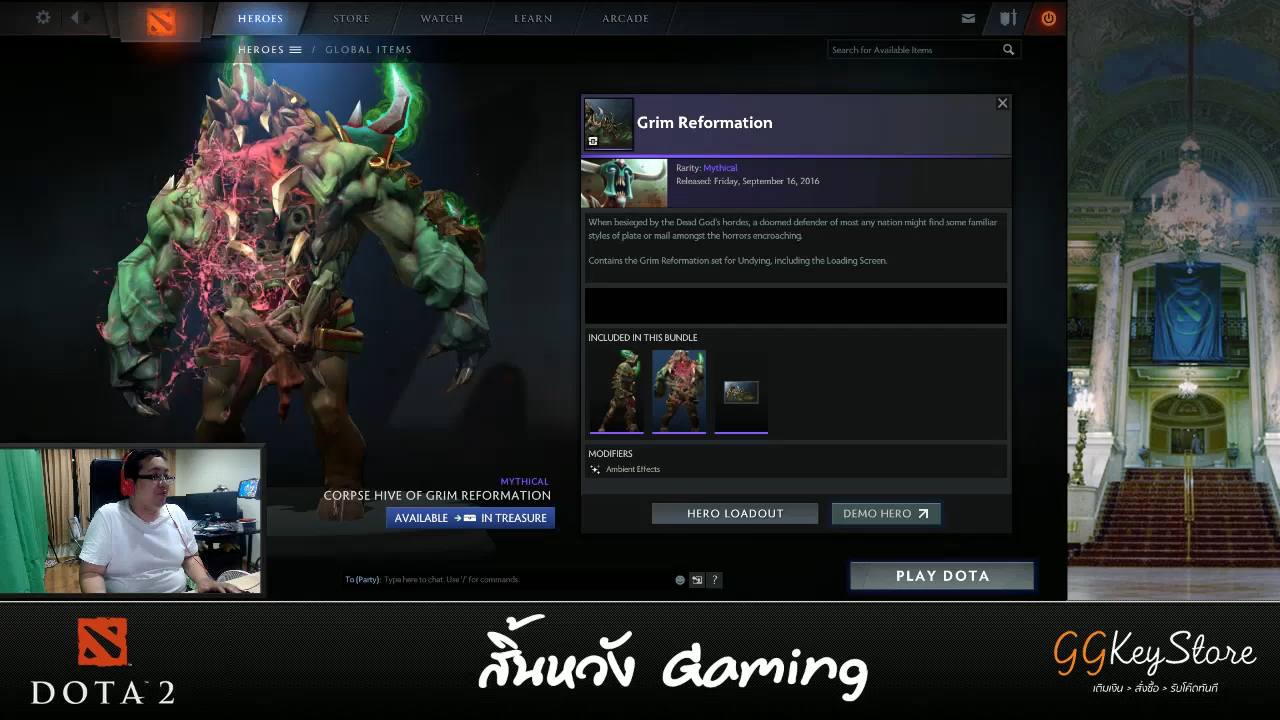 HEROES
STORE
WATCH
LEARN
ARCADE
HEROES / GLOBAL ITEMS
Search for Available Items
Grim Reformation
Rarity: Mythical
Released: Friday, September 16, 2016
When besieged by the Dead God's hordes, a doomed defender of most any nation might find some familiar
styles of plate or mail amongst the horrors encroaching.
Contains the Grim Reformation set for Undying, including the Loading Screen.
INCLUDED IN THIS BUNDLE
MODIFIERS
Ambient Effects
MYTHICAL
CORPSE HIVE OF GRIM REFORMATION
AVAILABLE → IN TREASURE
HERO LOADOUT
DEMO HERO
To (Party): Type here to chat. Use '/' for commands.
?
PLAY DOTA
DOTA 2
สิ้นหวัง Gaming
GGKeyStore
เติมเงิน > สั่งซื้อ > รับโค๊ดทันที